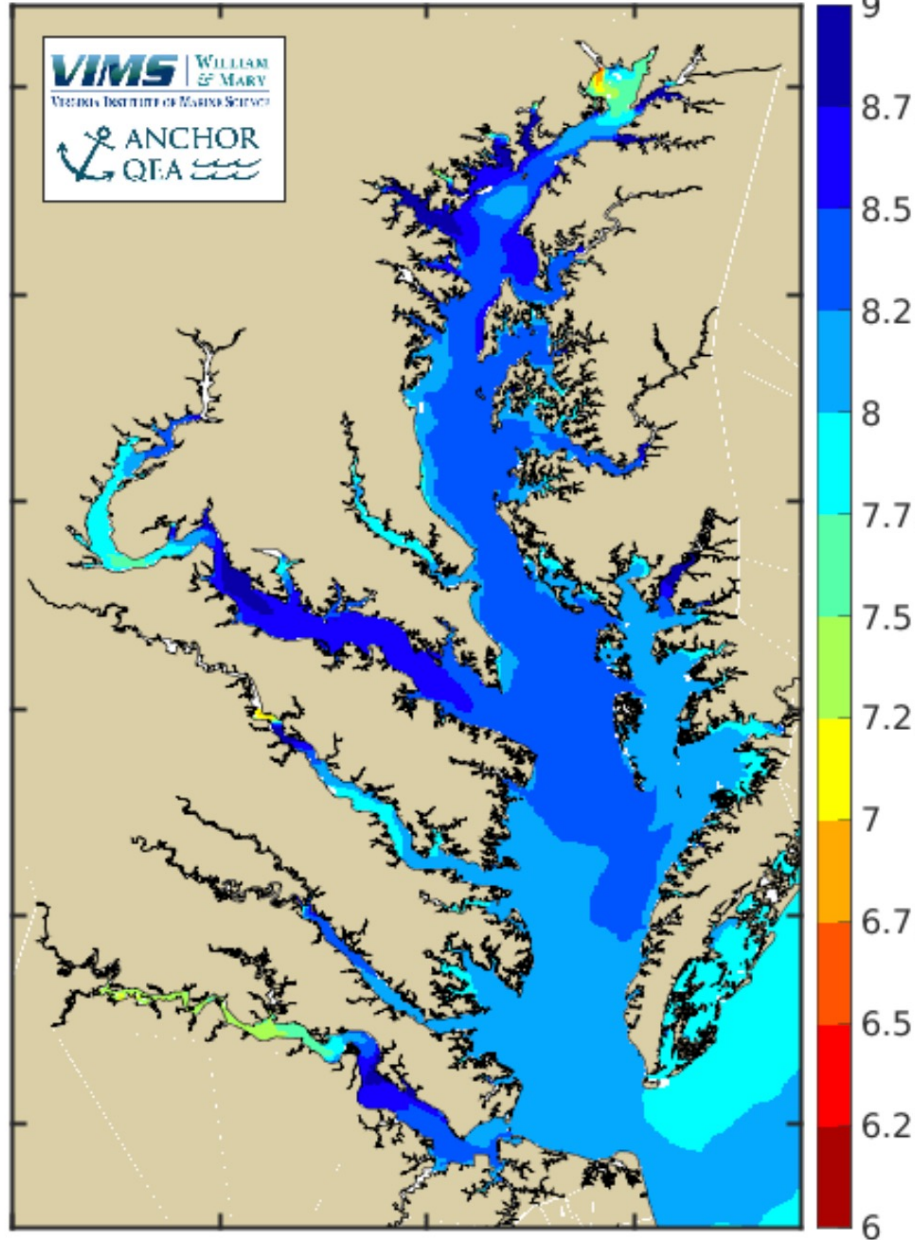 VIMS
WILLIAM
& MARY
VIRGINIA INSTITUTE OF MARINE SCIENCE
ANCHOR
QEA
9
8.7
8.5
8.2
8
7.7
7.5
7.2
7
6.7
6.5
6.2
6